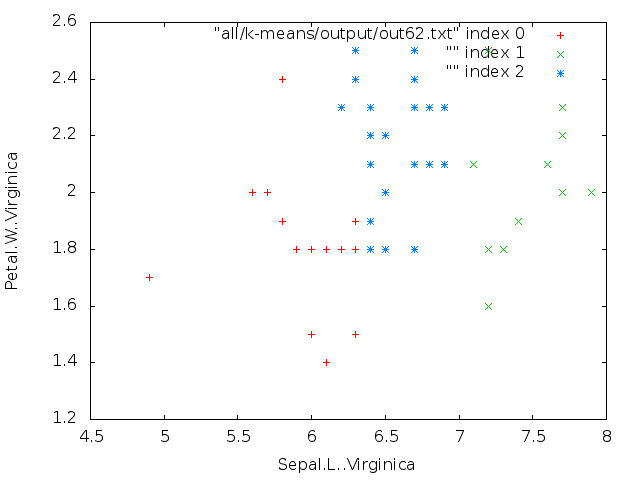 2.6
2.4
2.2
2
1.8
1.6
1.4
1.2
4.5 5 5.5 6 6.5 7 7.5 8
Petal.W..Virginica
Sepal.L..Virginica
"all/k-means/output/out62.txt" index 0
"" index 1
"" index 2